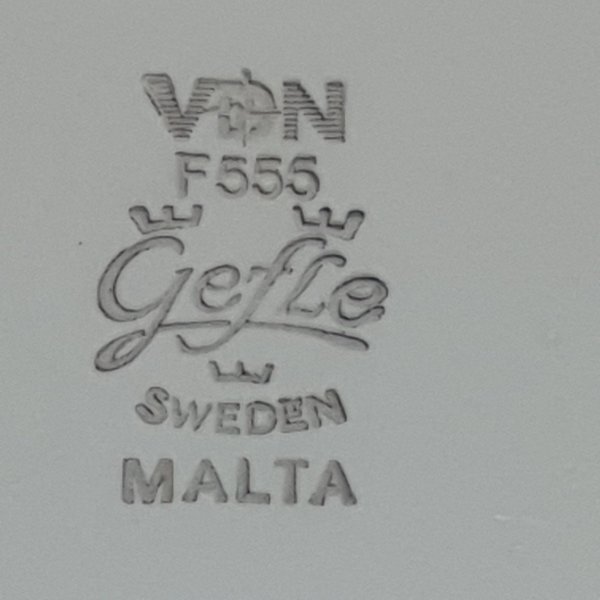 VDN
F555
Gefle
SWEDEN
MALTA